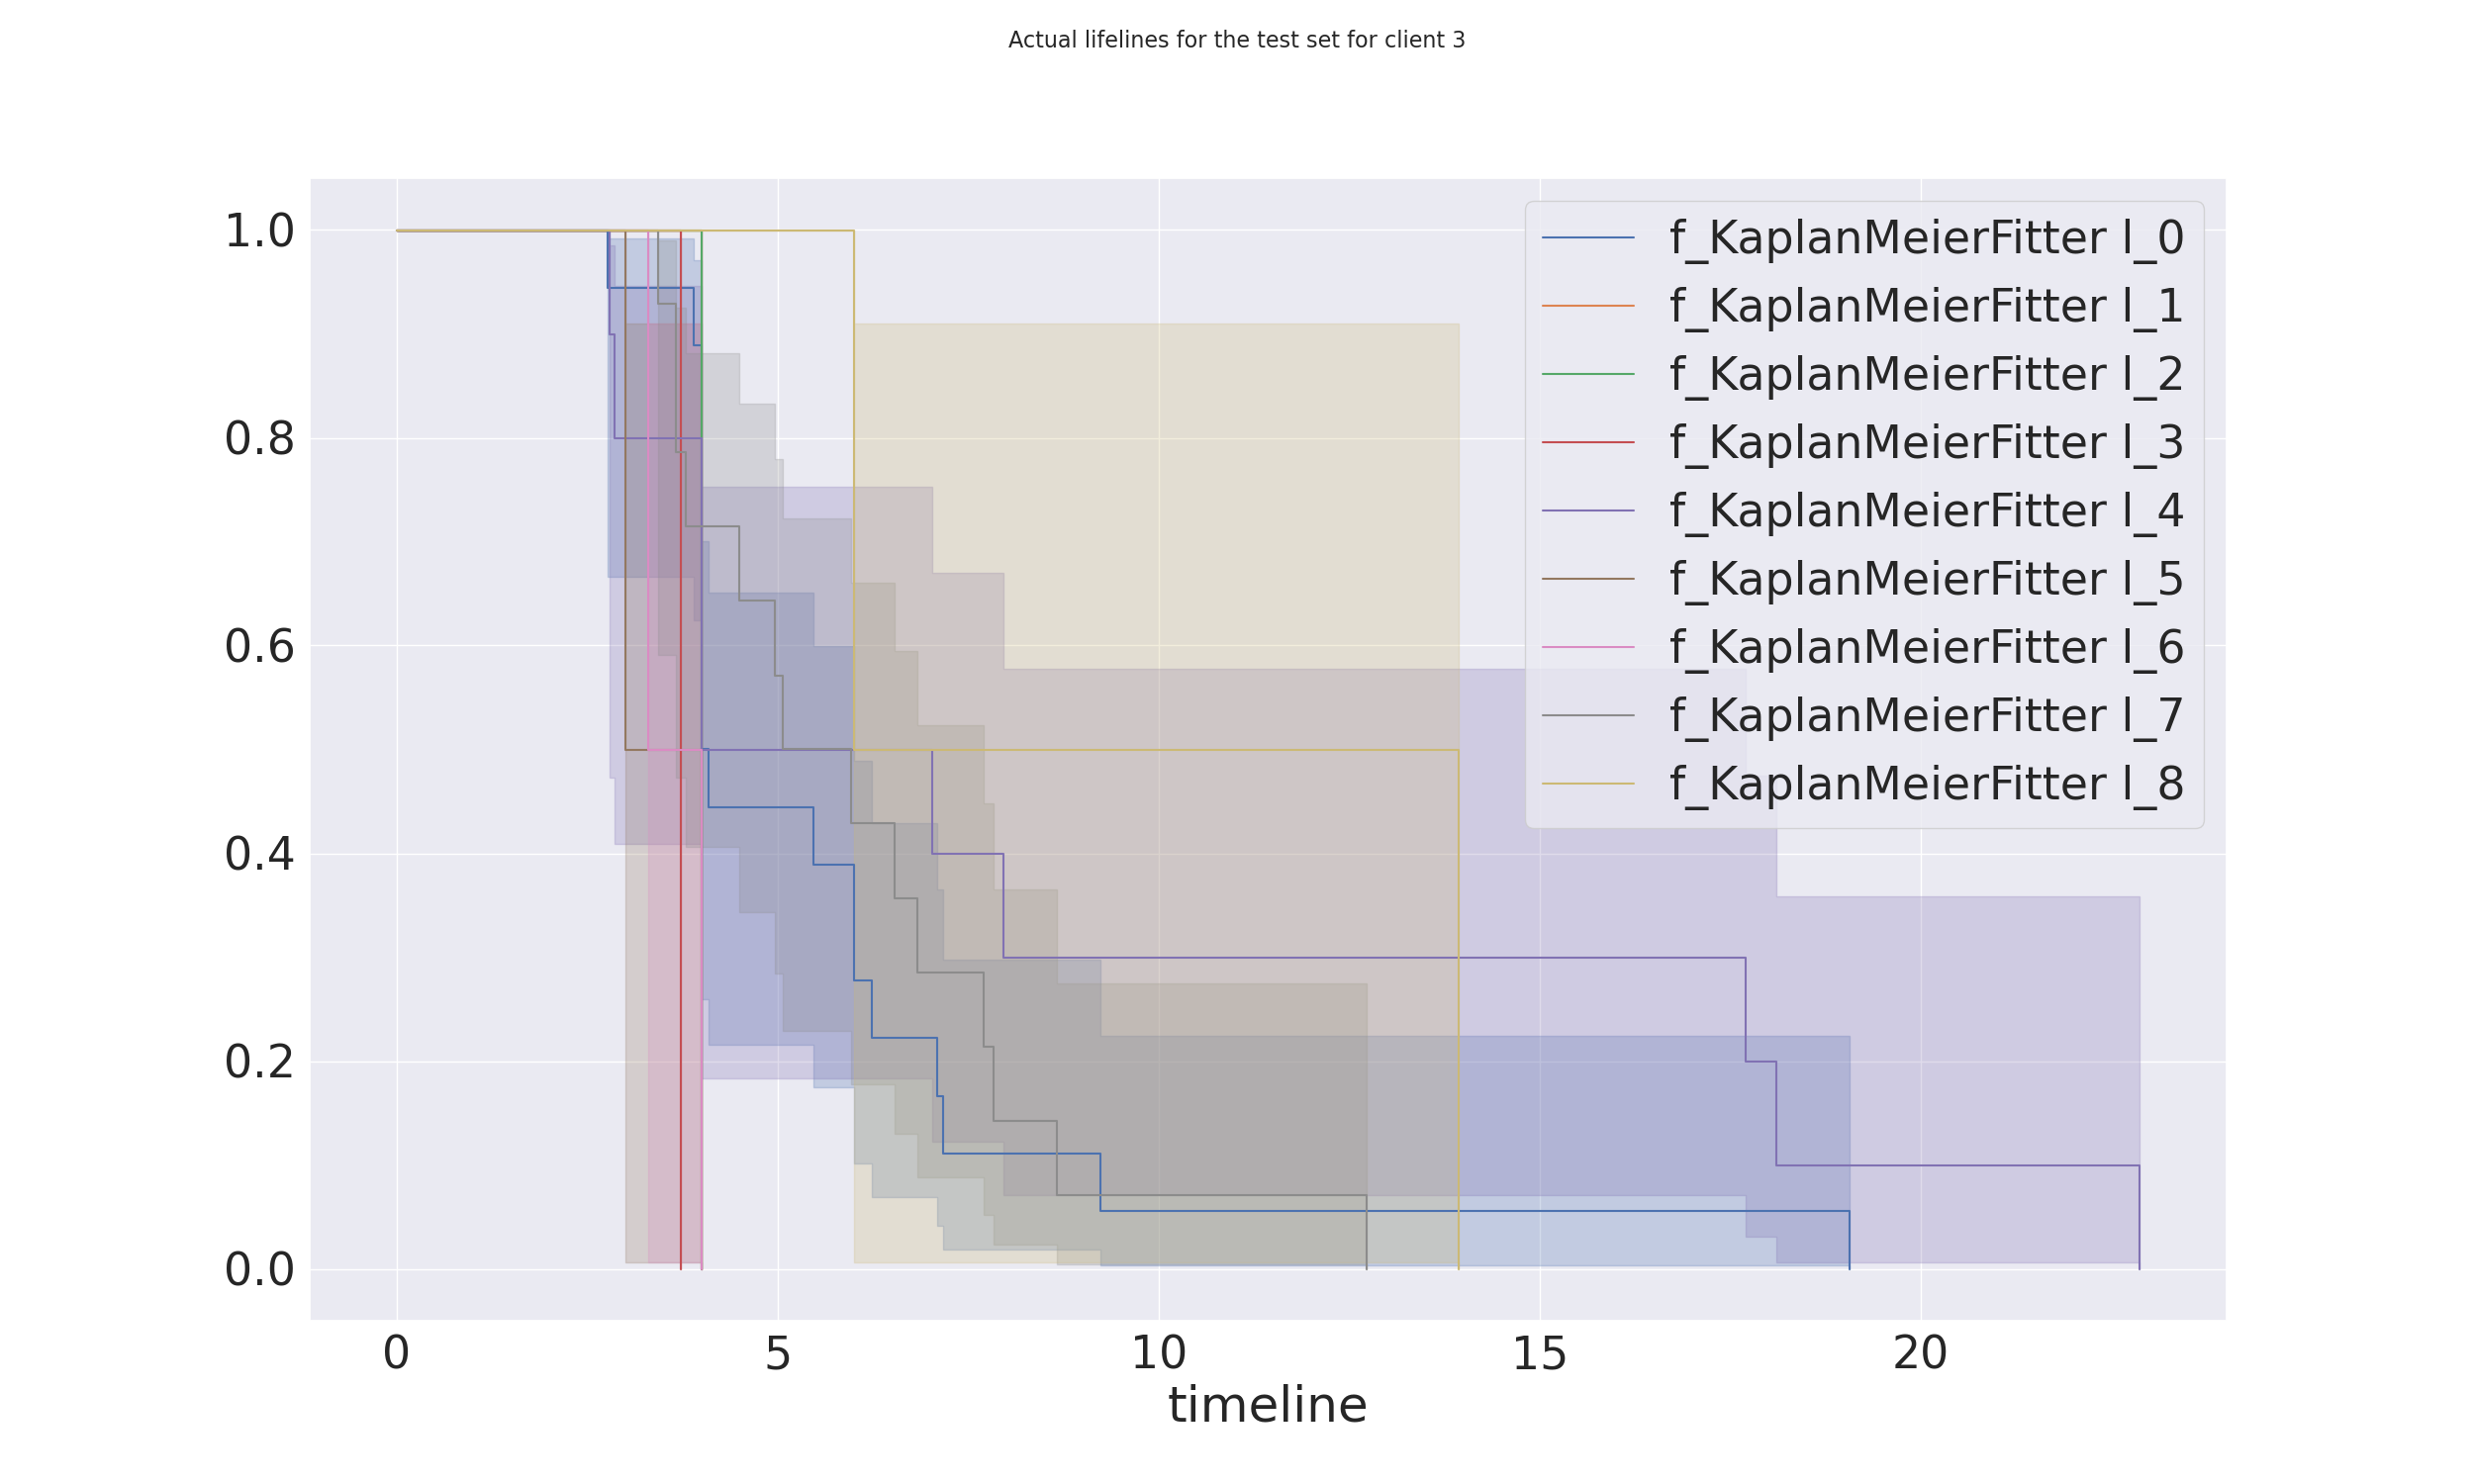 Actual lifelines for the test set for client 3
1.0
0.8
0.6
0.4
0.2
0.0
f_KaplanMeierFitter l_0
f_KaplanMeierFitter l_1
f_KaplanMeierFitter l_2
f_KaplanMeierFitter l_3
f_KaplanMeierFitter l_4
f_KaplanMeierFitter l_5
f_KaplanMeierFitter l_6
f_KaplanMeierFitter l_7
f_KaplanMeierFitter l_8
0 5 10 15 20
timeline